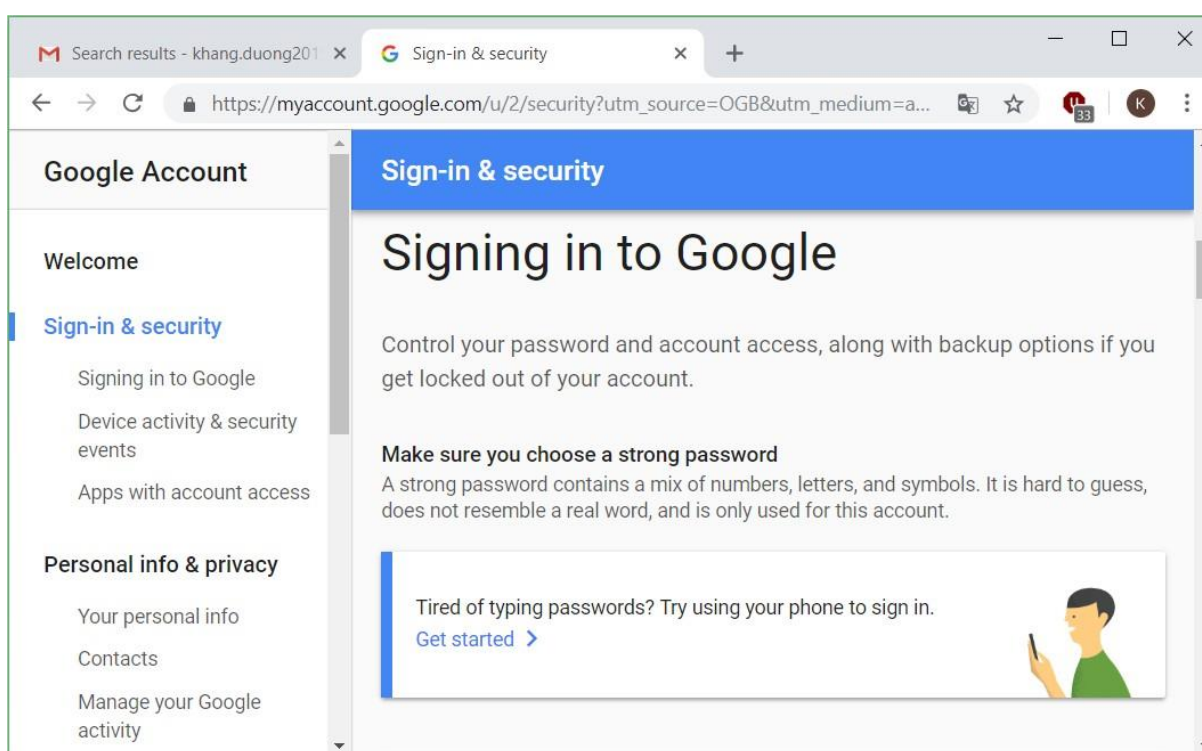 Search results - khang.duong201
Sign-in & security
https://myaccount.google.com/u/2/security?utm_source=OGB&utm_medium=a...
33
K
Google Account
Welcome
Sign-in & security
Signing in to Google
Device activity & security
events
Apps with account access
Personal info & privacy
Your personal info
Contacts
Manage your Google
activity
Sign-in & security
Signing in to Google
Control your password and account access, along with backup options if you
get locked out of your account.
Make sure you choose a strong password
A strong password contains a mix of numbers, letters, and symbols. It is hard to guess,
does not resemble a real word, and is only used for this account.
Tired of typing passwords? Try using your phone to sign in.
Get started